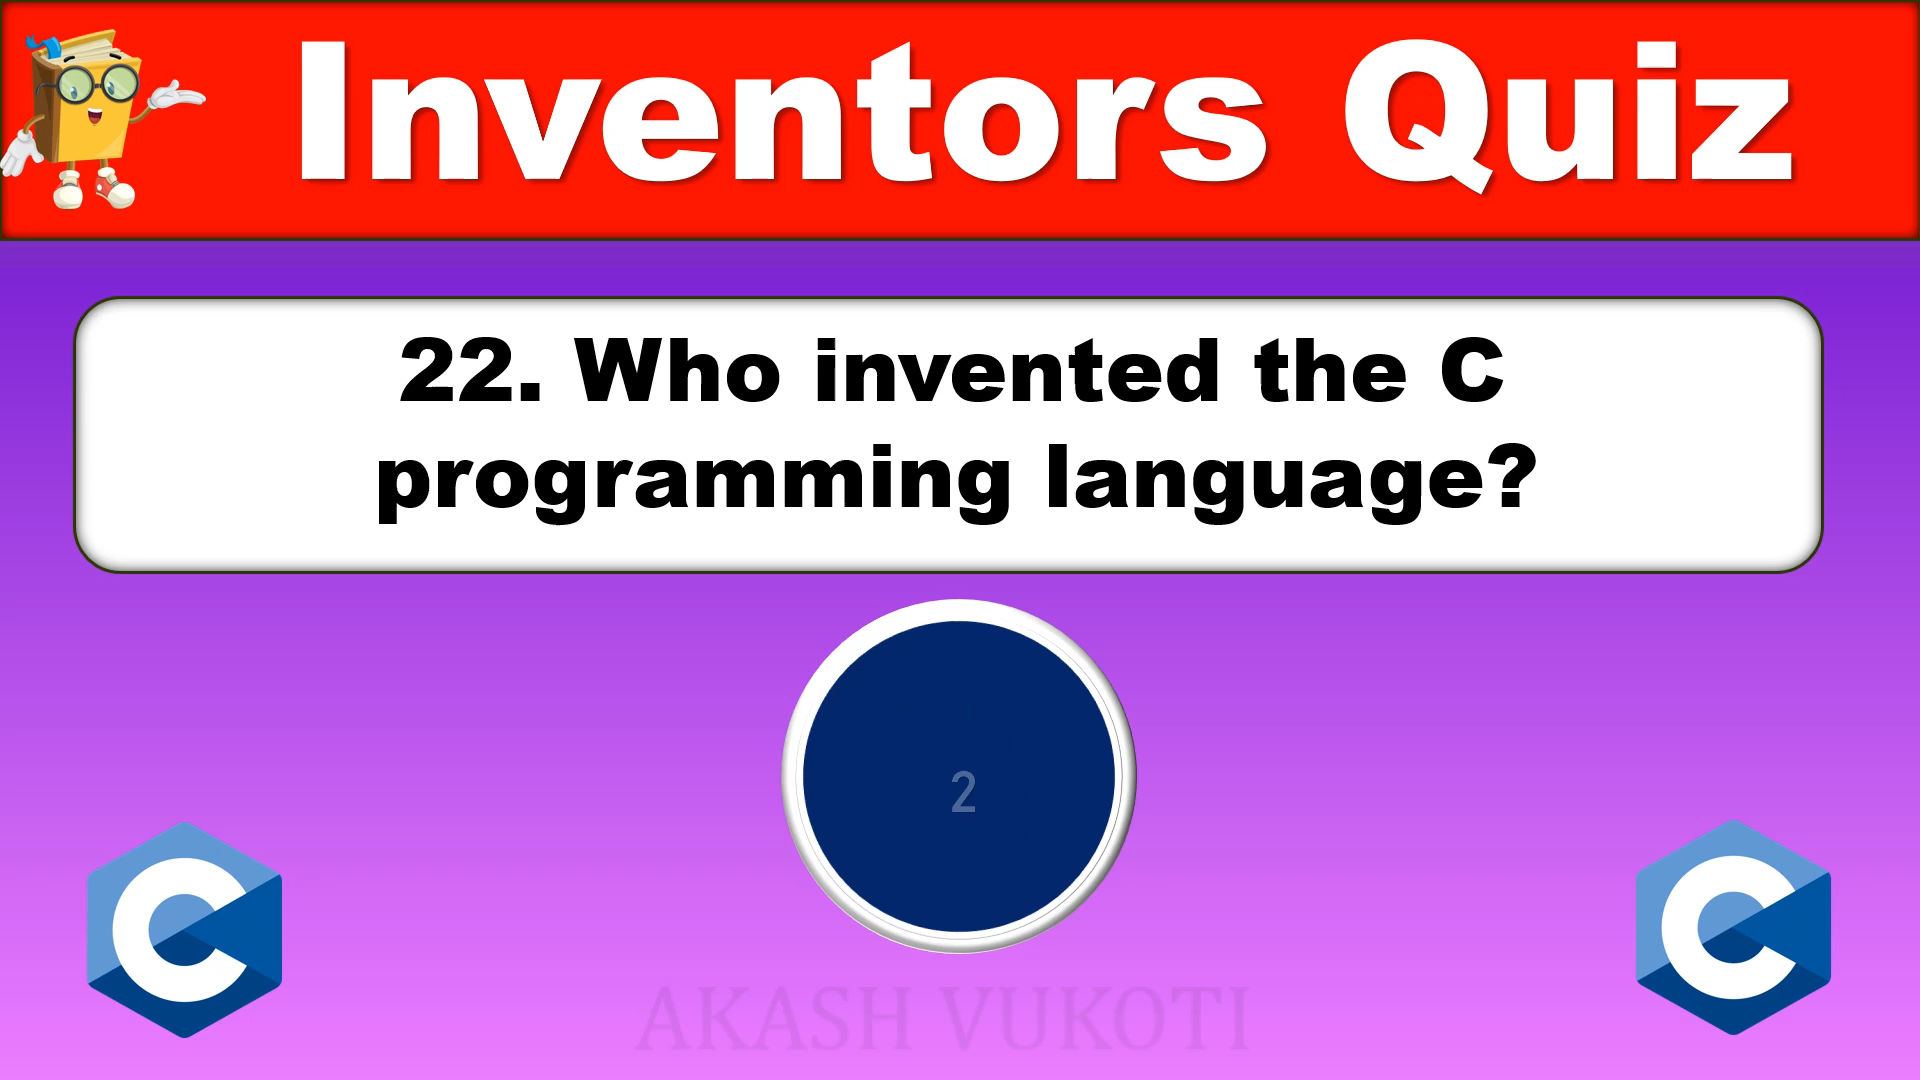 Inventors Quiz
22. Who invented the C
programming language?
2
C
C
AKASH VUKOTI